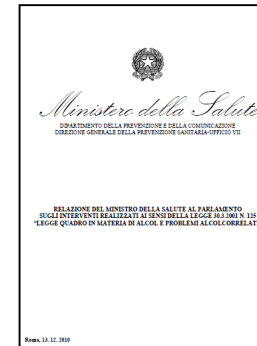 Ministero della Salute
DIPARTIMENTO DELLA PREVENZIONE E DELLA COMUNICAZIONE
DIREZIONE GENERALE DELLA PREVENZIONE SANITARIA-UFFICIO VII
RELAZIONE DEL MINISTRO DELLA SALUTE AL PARLAMENTO
SUGLI INTERVENTI REALIZZATI AI SENSI DELLA LEGGE 30.3.2001 N. 125
"LEGGE QUADRO IN MATERIA DI ALCOL E PROBLEMI ALCOLCORRELAT
Roma, 13. 12. 2010